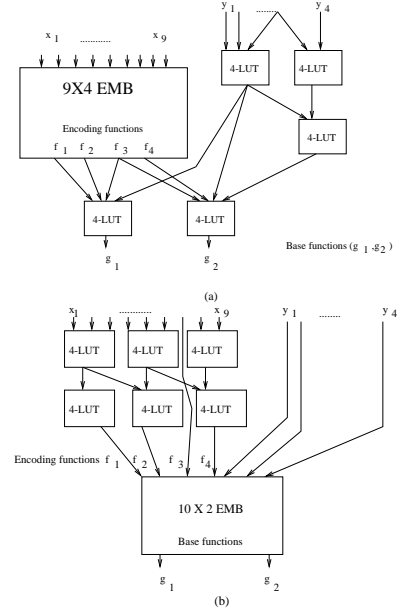 y 1 ......... y 4
x 1 ............ x 9
4-LUT 4-LUT
9X4 EMB
Encoding functions
4-LUT
f 1 f 2 f 3 f 4
4-LUT 4-LUT
Base functions (g 1 ,g 2 )
g 1 g 2
(a)
x1 ............ x 9 y 1 ........ y 4
4-LUT 4-LUT 4-LUT
4-LUT 4-LUT 4-LUT
Encoding functions f 1 f 2 f 3 f 4
10 X 2 EMB
Base functions
g 1 g 2
(b)